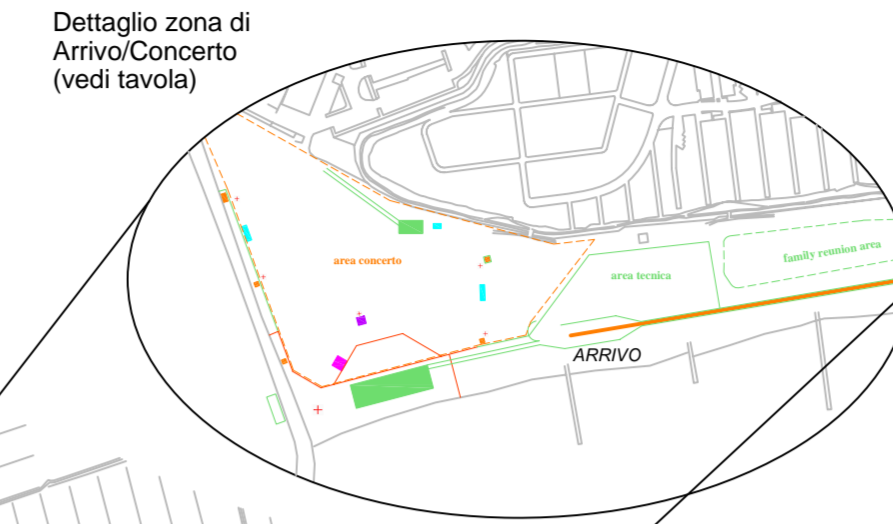 Dettaglio zona di
Arrivo/Concerto
(vedi tavola)
area concerto
area tecnica
family reunion area
ARRIVO